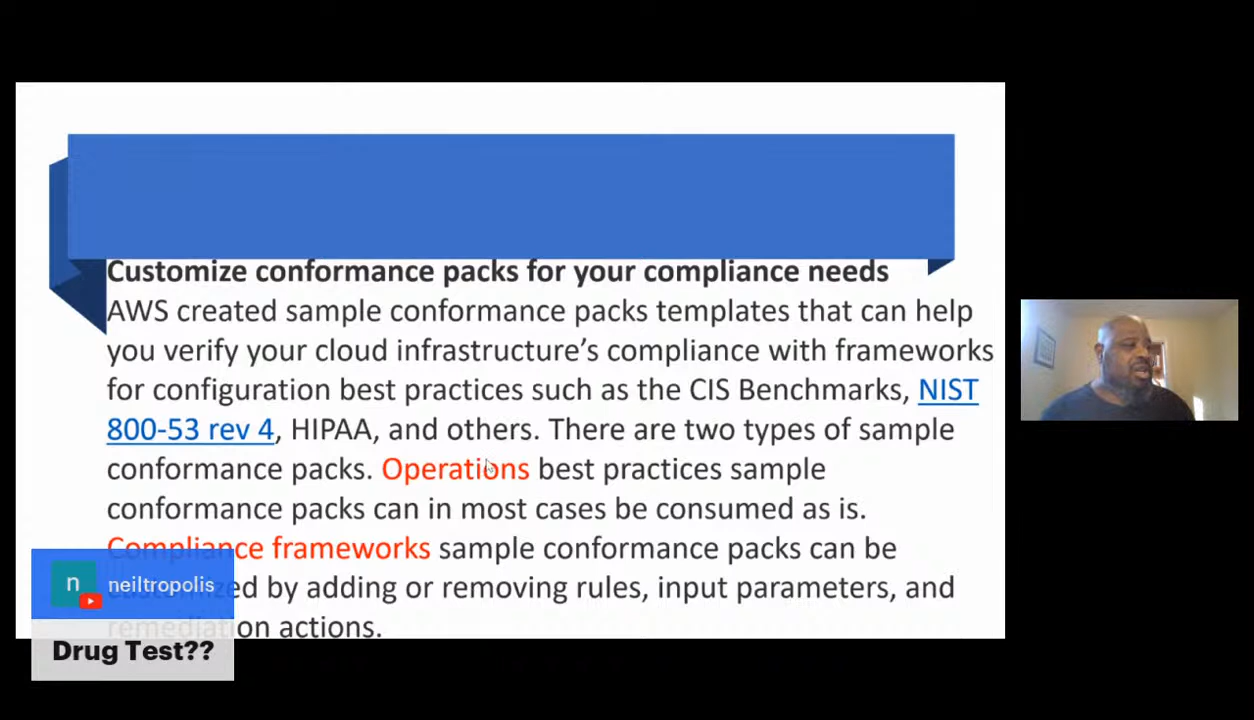 Customize conformance packs for your compliance needs
AWS created sample conformance packs templates that can help
you verify your cloud infrastructure’s compliance with frameworks
for configuration best practices such as the CIS Benchmarks, NIST
800-53 rev 4, HIPAA, and others. There are two types of sample
conformance packs. Operations best practices sample
conformance packs can in most cases be consumed as is.
Compliance frameworks sample conformance packs can be
customized by adding or removing rules, input parameters, and
remediation actions.
n neiltropolis
Drug Test??